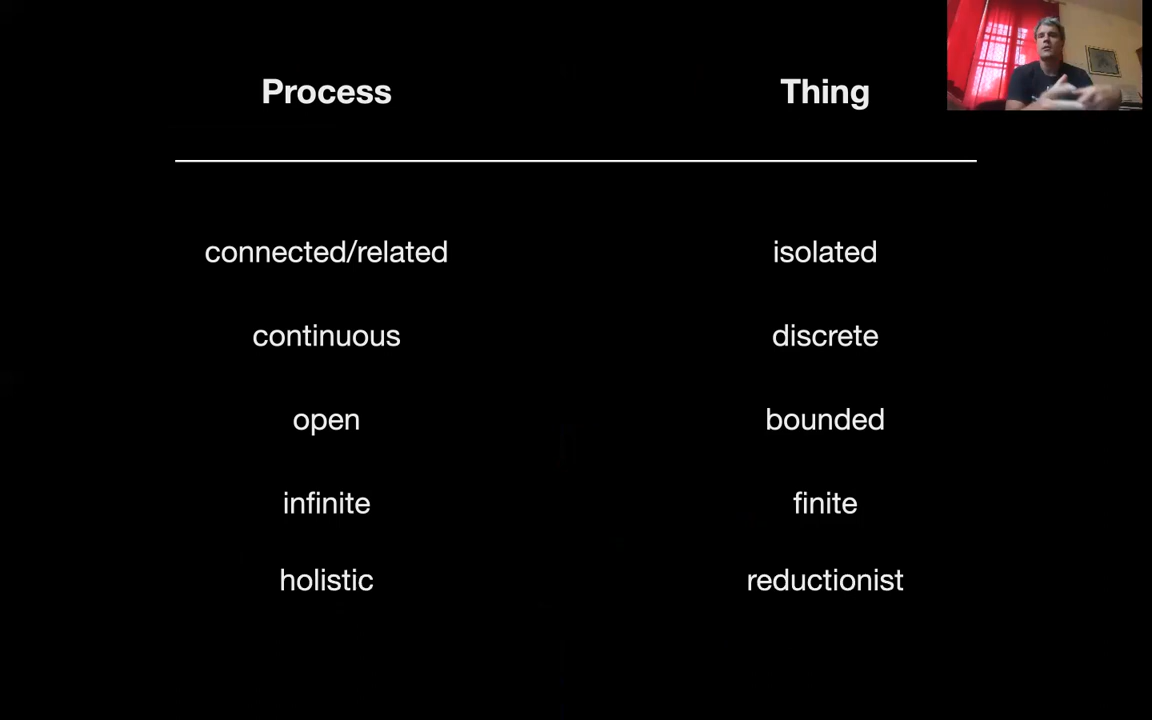 Process Thing
connected/related isolated
continuous discrete
open bounded
infinite finite
holistic reductionist